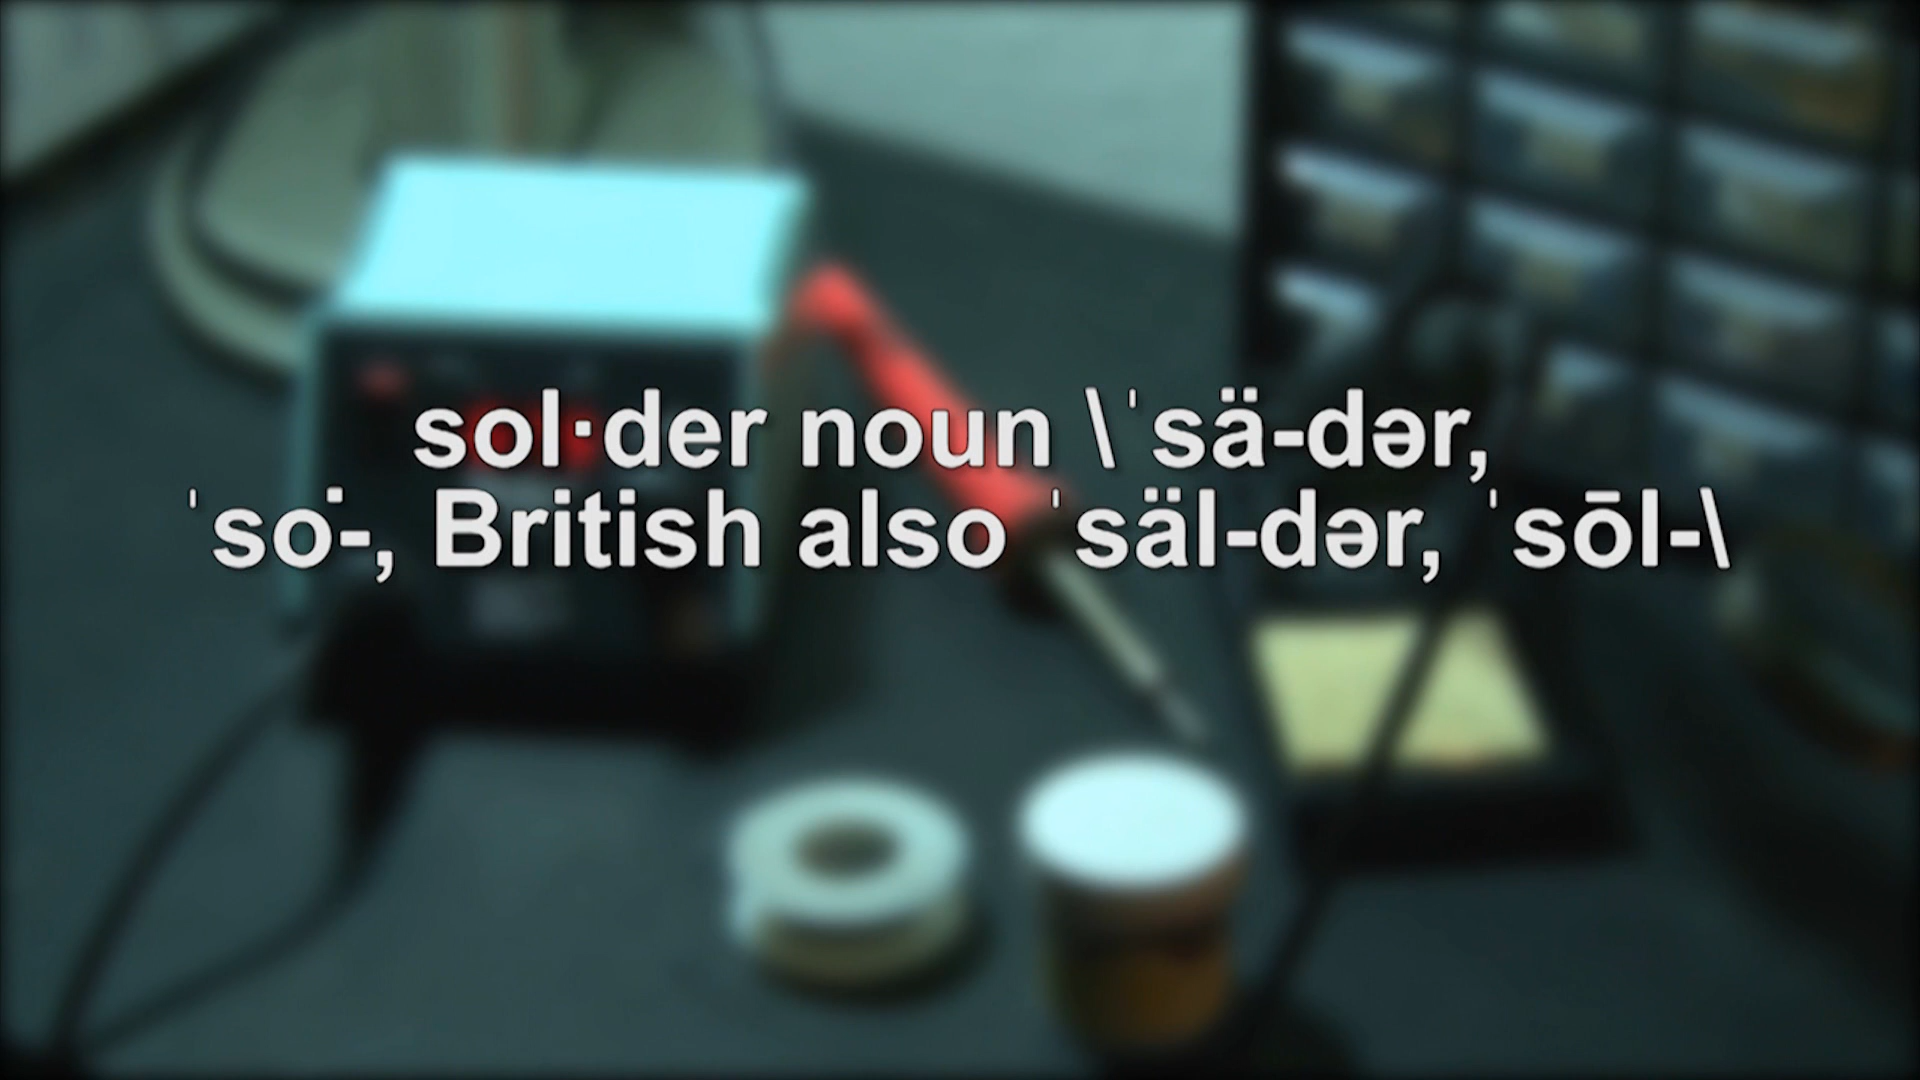 sol·der noun \ˈsä-dər,
ˈsȯ-, British also ˈsäl-dər, ˈsōl-\